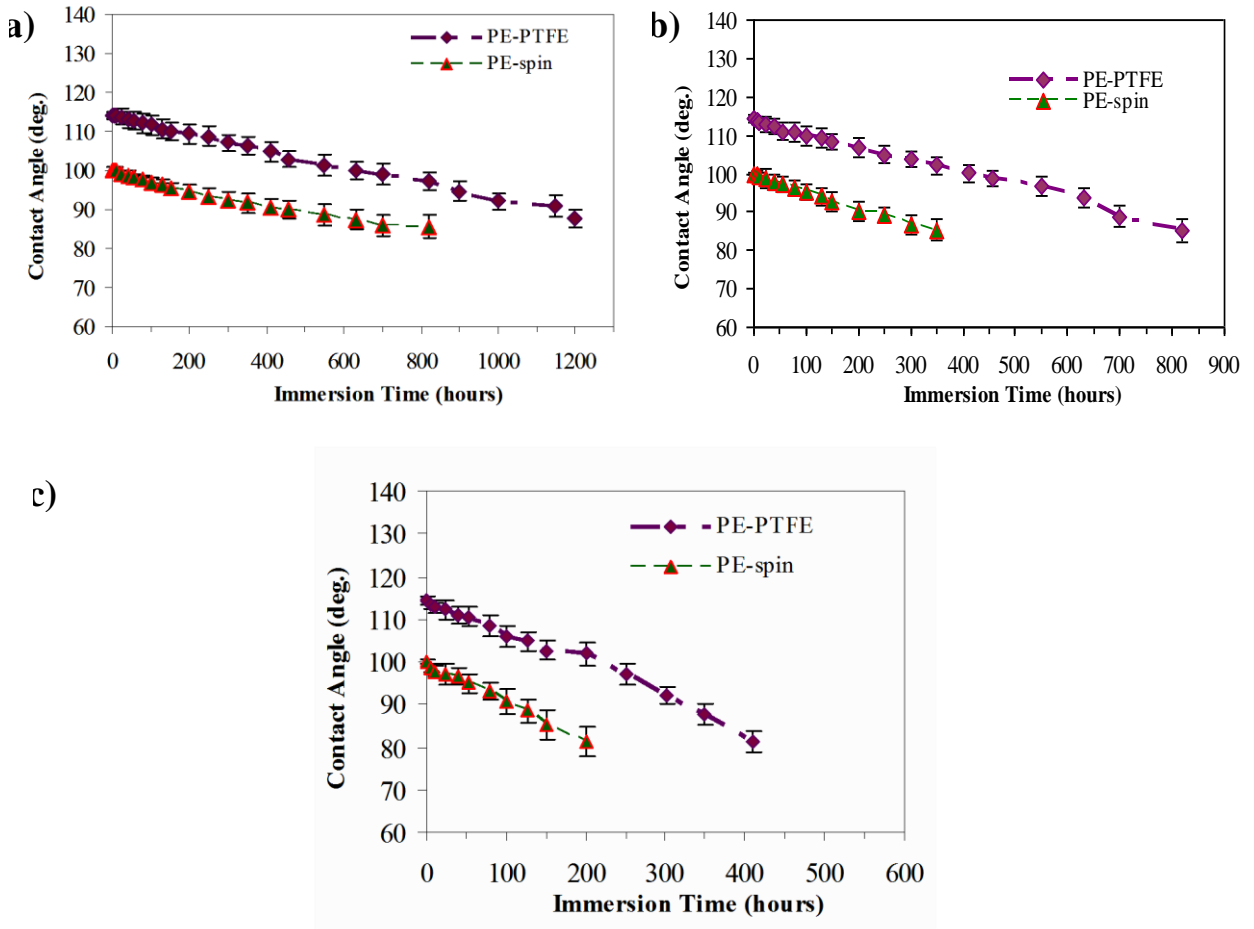 a)
140
130
120
110
100
90
80
70
60
0 200 400 600 800 1000 1200
Contact Angle (deg.)
Immersion Time (hours)
PE-PTFE
PE-spin
b)
140
130
120
110
100
90
80
70
60
0 100 200 300 400 500 600 700 800 900
Contact Angle (deg.)
Immersion Time (hours)
PE-PTFE
PE-spin
c)
140
130
120
110
100
90
80
70
60
0 100 200 300 400 500 600
Contact Angle (deg.)
Immersion Time (hours)
PE-PTFE
PE-spin